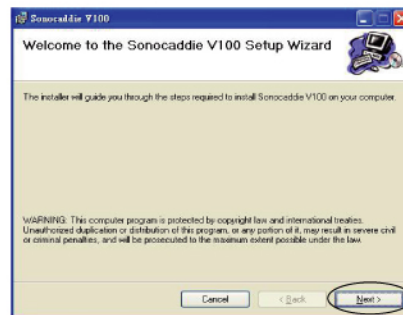 Sonocaddie V100
Welcome to the Sonocaddie V100 Setup Wizard
The installer will guide you through the steps required to install Sonocaddie V100 on your computer.
WARNING: This computer program is protected by copyright law and international treaties.
Unauthorized duplication or distribution of this program, or any portion of it, may result in severe civil
or criminal penalties, and will be prosecuted to the maximum extent possible under the law.
Cancel < Back Next >